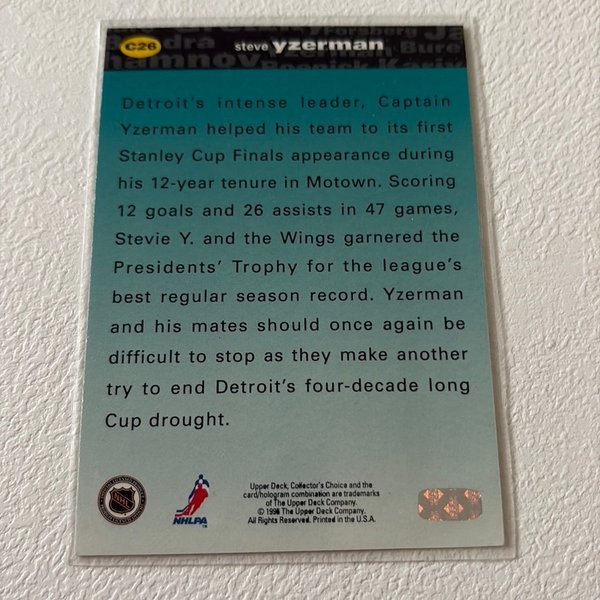 Forsberg
C26
steve yzerman
Bure
Detroit's intense leader, Captain
Yzerman helped his team to its first
Stanley Cup Finals appearance during
his 12-year tenure in Motown. Scoring
12 goals and 26 assists in 47 games,
Stevie Y. and the Wings garnered the
Presidents' Trophy for the league's
best regular season record. Yzerman
and his mates should once again be
difficult to stop as they make another
try to end Detroit's four-decade long
Cup drought.
NHL
NHLPA
Upper Deck, Collector's Choice and the
card/hologram combination are trademarks
of The Upper Deck Company.
© 1996 The Upper Deck Company.
All Rights Reserved. Printed in the U.S.A.